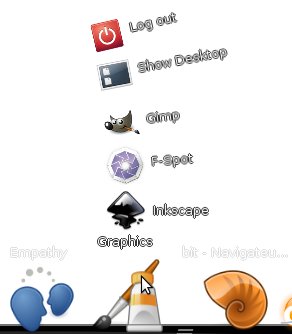 Log out
Show Desktop
Gimp
F-Spot
Inkscape
Graphics
Empathy
bit - Navigateu...